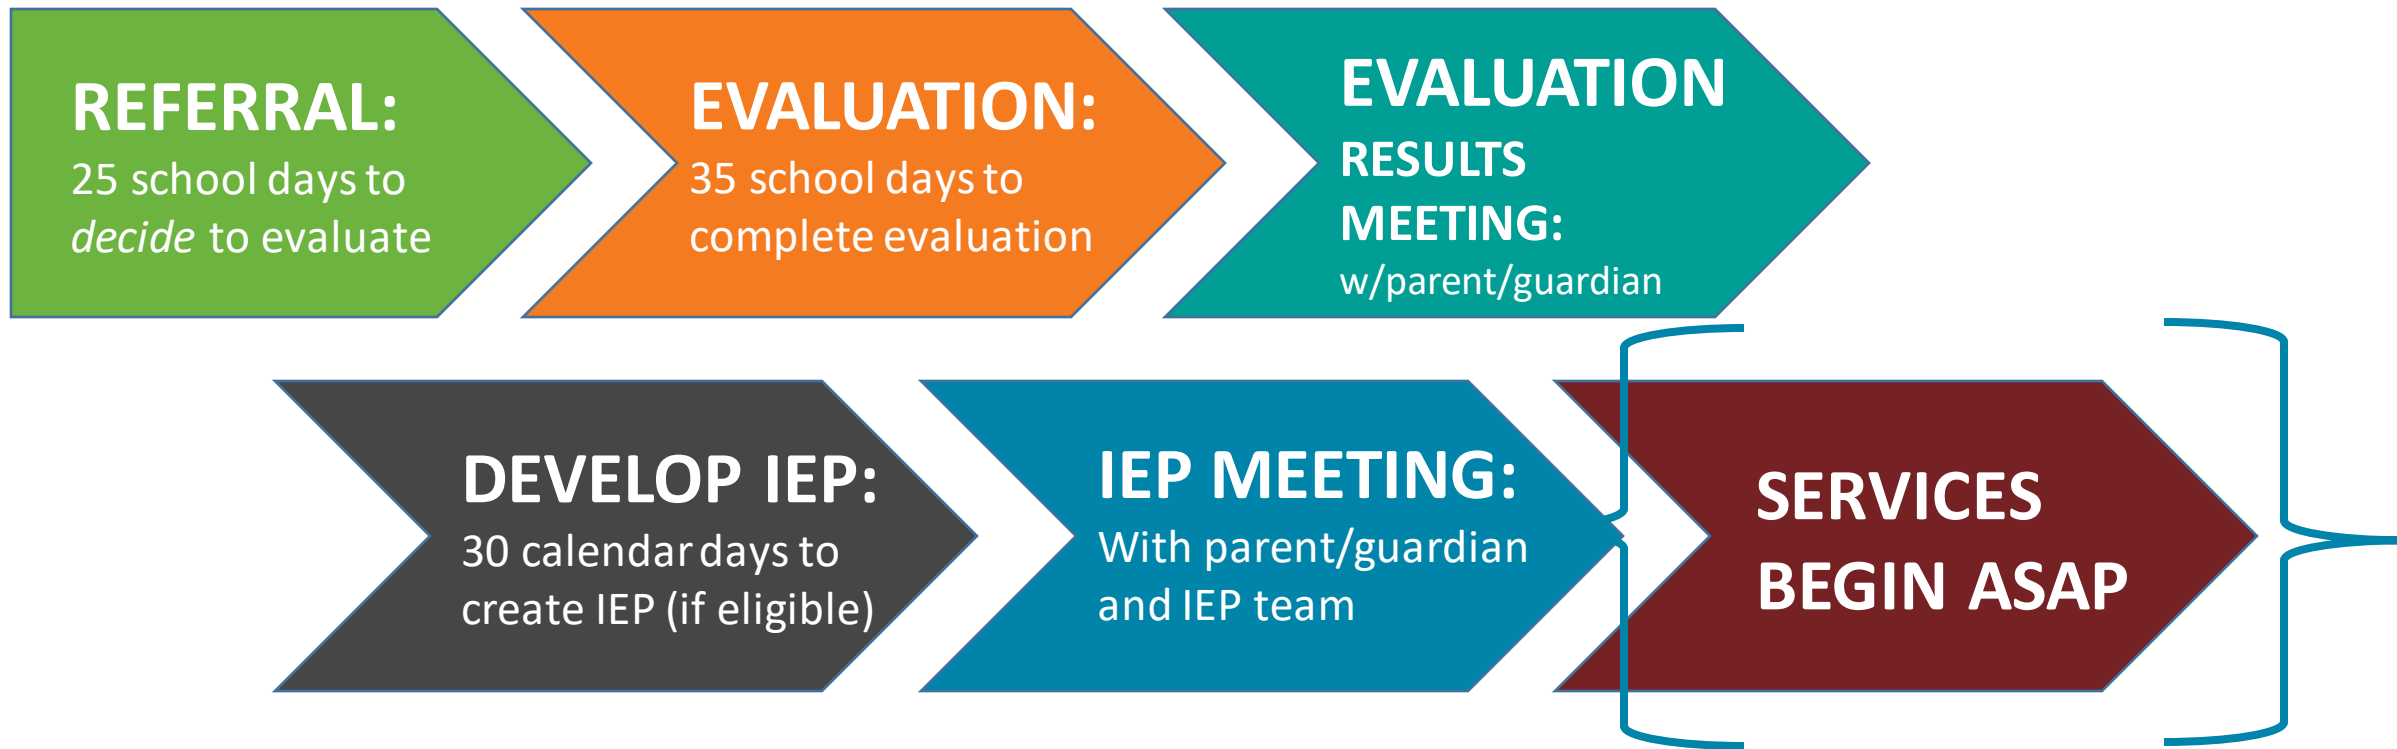 REFERRAL:
25 school days to
decide to evaluate
EVALUATION:
35 school days to
complete evaluation
EVALUATION
RESULTS
MEETING:
w/parent/guardian
DEVELOP IEP:
30 calendar days to
create IEP (if eligible)
IEP MEETING:
With parent/guardian
and IEP team
SERVICES
BEGIN ASAP